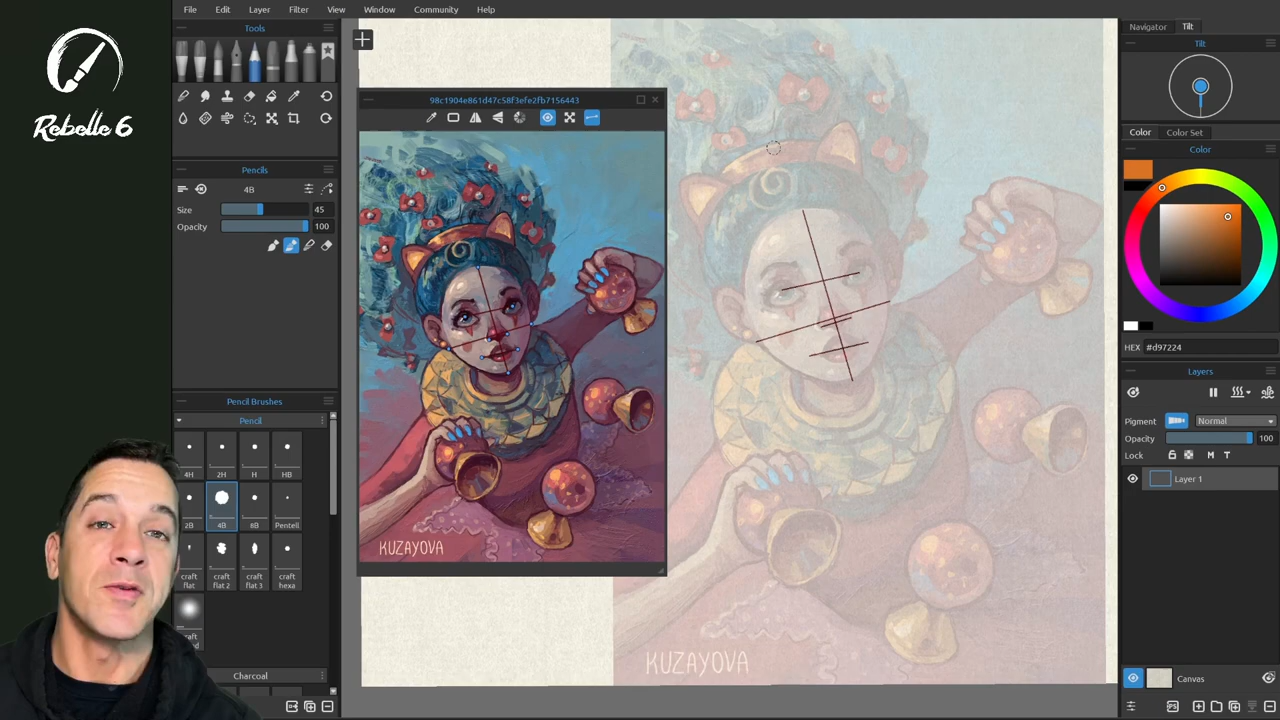 File Edit Layer Filter View Window Community Help
Rebelle 6
Tools
Pencils
4B
Size 45
Opacity 100
Pencil Brushes
Pencil
4H 2H H HB
2B 4B 8B Pentell
craft flat craft flat 2 craft flat 3 craft hexa
Charcoal
98c1904e861d47c58f3efe2fb7156443
KUZAYOVA
KUZAYOVA
Navigator Tilt
Tilt
Color Color Set
Color
HEX #d97224
Layers
Pigment Normal
Opacity 100
Lock M T
Layer 1
Canvas